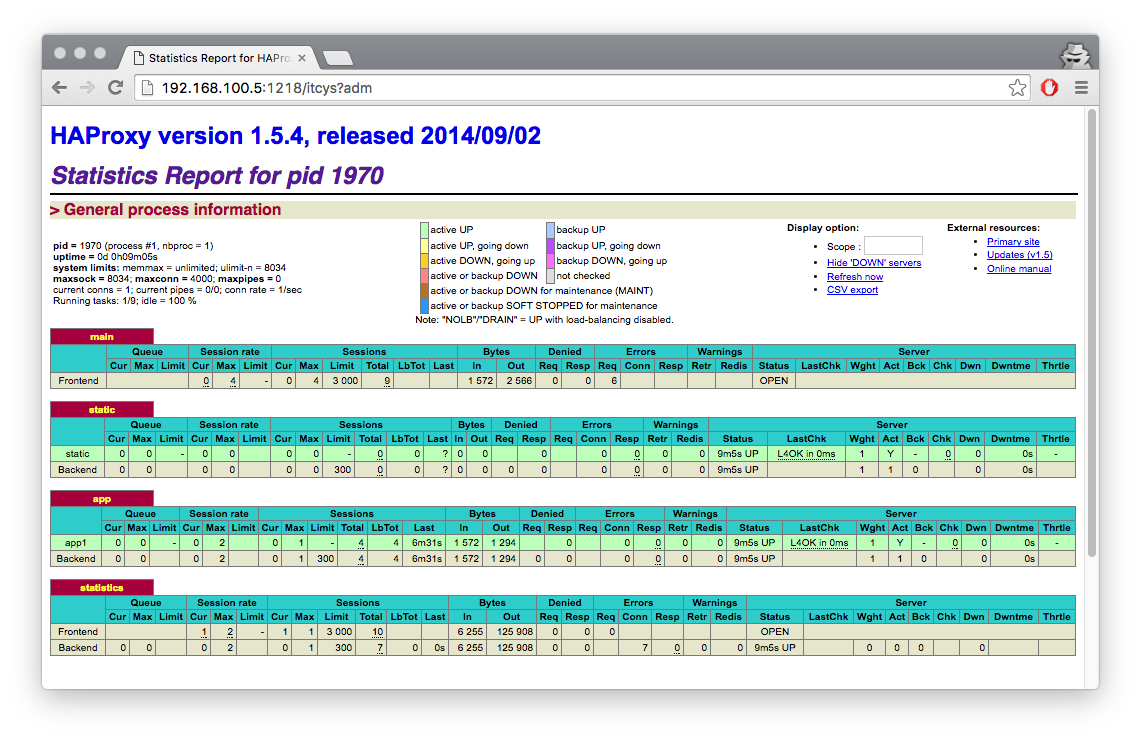 Statistics Report for HAPro
192.168.100.5:1218/itcys?adm
HAProxy version 1.5.4, released 2014/09/02
Statistics Report for pid 1970
> General process information
pid = 1970 (process #1, nbproc = 1)
uptime = 0d 0h09m05s
system limits: memmax = unlimited; ulimit-n = 8034
maxsock = 8034; maxconn = 4000; maxpipes = 0
current conns = 1; current pipes = 0/0; conn rate = 1/sec
Running tasks: 1/9; idle = 100 %
active UP backup UP
active UP, going down backup UP, going down
active DOWN, going up backup DOWN, going up
active or backup DOWN not checked
active or backup DOWN for maintenance (MAINT)
active or backup SOFT STOPPED for maintenance
Note: "NOLB"/"DRAIN" = UP with load-balancing disabled.
Display option:
• Scope :
• Hide 'DOWN' servers
• Refresh now
• CSV export
External resources:
• Primary site
• Updates (v1.5)
• Online manual
main
Queue Session rate Sessions Bytes Denied Errors Warnings Server
Cur Max Limit Cur Max Limit Cur Max Limit Total LbTot Last In Out Req Resp Req Conn Resp Retr Redis Status LastChk Wght Act Bck Chk Dwn Dwntme Thrtle
Frontend 0 4 - 0 4 3 000 9 1 572 2 566 0 0 6 OPEN
static
Queue Session rate Sessions Bytes Denied Errors Warnings Server
Cur Max Limit Cur Max Limit Cur Max Limit Total LbTot Last In Out Req Resp Req Conn Resp Retr Redis Status LastChk Wght Act Bck Chk Dwn Dwntme Thrtle
static 0 0 - 0 0 0 0 - 0 0 ? 0 0 0 0 0 0 0 9m5s UP L4OK in 0ms 1 Y - 0 0 0s -
Backend 0 0 0 0 0 0 300 0 0 ? 0 0 0 0 0 0 0 0 9m5s UP 1 1 0 0 0s
app
Queue Session rate Sessions Bytes Denied Errors Warnings Server
Cur Max Limit Cur Max Limit Cur Max Limit Total LbTot Last In Out Req Resp Req Conn Resp Retr Redis Status LastChk Wght Act Bck Chk Dwn Dwntme Thrtle
app1 0 0 - 0 2 0 1 - 4 4 6m31s 1 572 1 294 0 0 0 0 0 9m5s UP L4OK in 0ms 1 Y - 0 0 0s -
Backend 0 0 0 2 0 1 300 4 4 6m31s 1 572 1 294 0 0 0 0 0 0 9m5s UP 1 1 0 0 0s
statistics
Queue Session rate Sessions Bytes Denied Errors Warnings Server
Cur Max Limit Cur Max Limit Cur Max Limit Total LbTot Last In Out Req Resp Req Conn Resp Retr Redis Status LastChk Wght Act Bck Chk Dwn Dwntme Thrtle
Frontend 1 2 - 1 1 3 000 10 6 255 125 908 0 0 0 OPEN
Backend 0 0 0 2 0 1 300 7 0 0s 6 255 125 908 0 0 7 0 0 0 9m5s UP 0 0 0 0